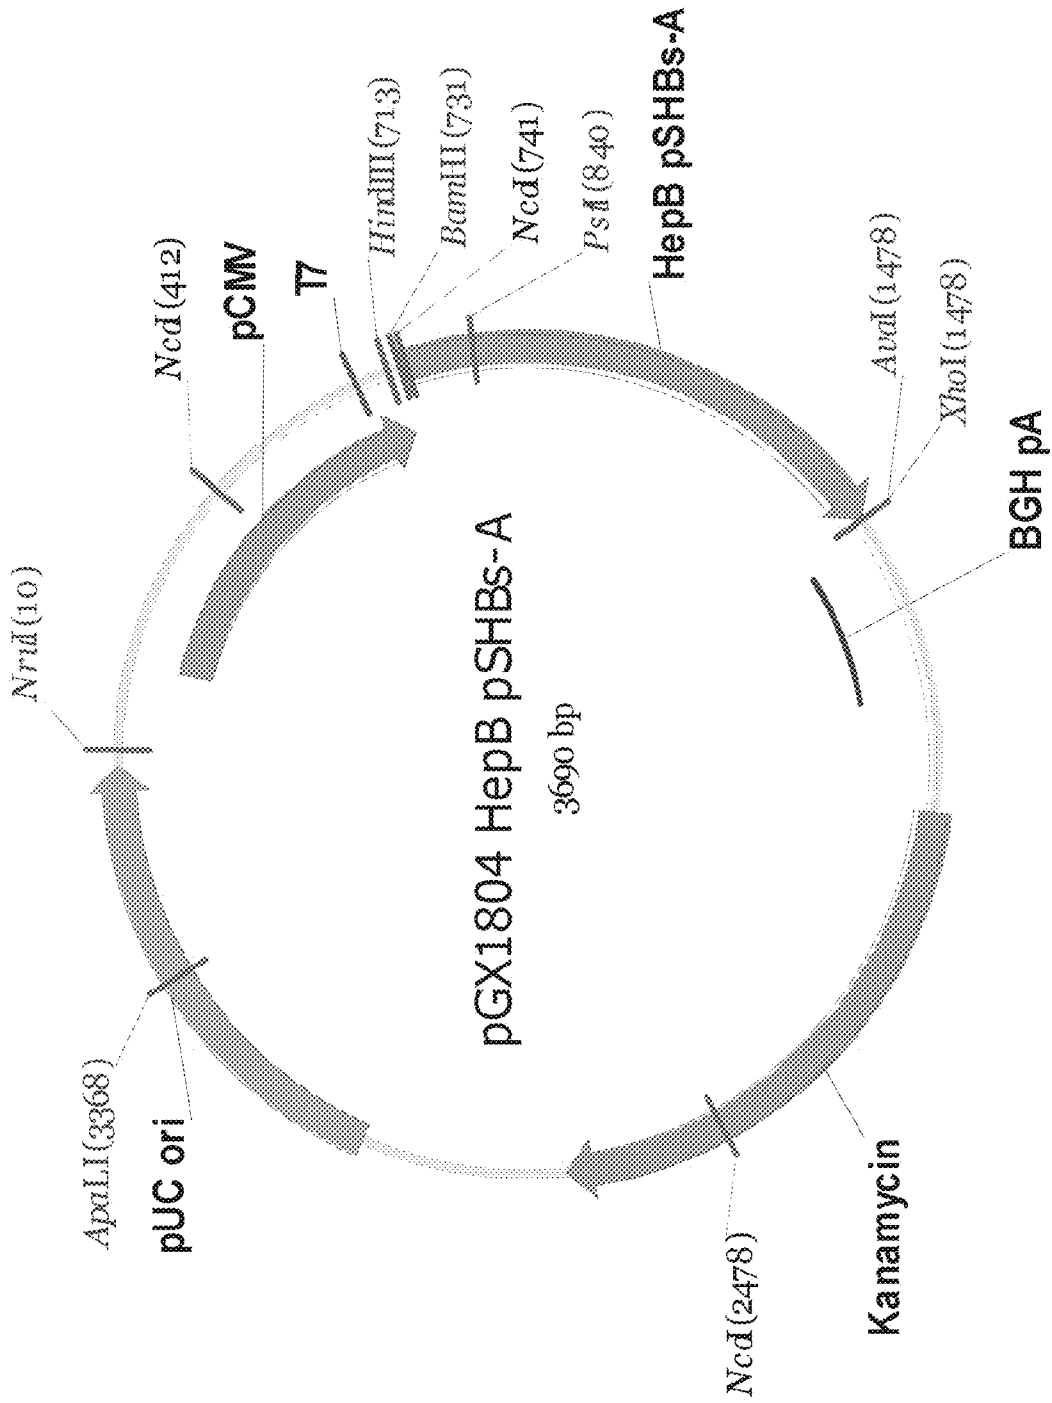 NruI (10)
NcoI (412)
pCMV
T7
HindIII (713)
BamHI (731)
NcoI (741)
PstI (840)
HepB pSHBs-A
AvaI (1478)
XhoI (1478)
BGH pA
pGX1804 HepB pSHBs-A
3690 bp
Kanamycin
NcoI (2478)
pUC ori
ApaLI (3368)